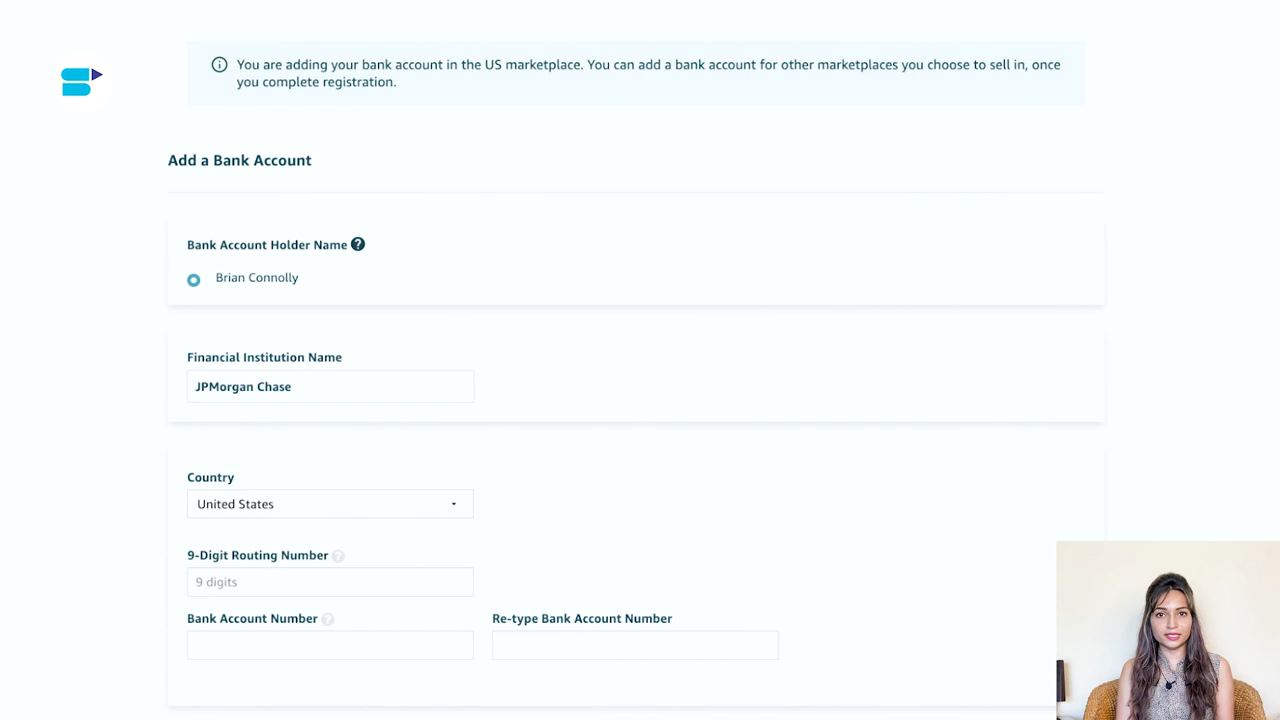 You are adding your bank account in the US marketplace. You can add a bank account for other marketplaces you choose to sell in, once
you complete registration.
Add a Bank Account
Bank Account Holder Name ?
Brian Connolly
Financial Institution Name
JPMorgan Chase
Country
United States
9-Digit Routing Number ?
9 digits
Bank Account Number ?
Re-type Bank Account Number